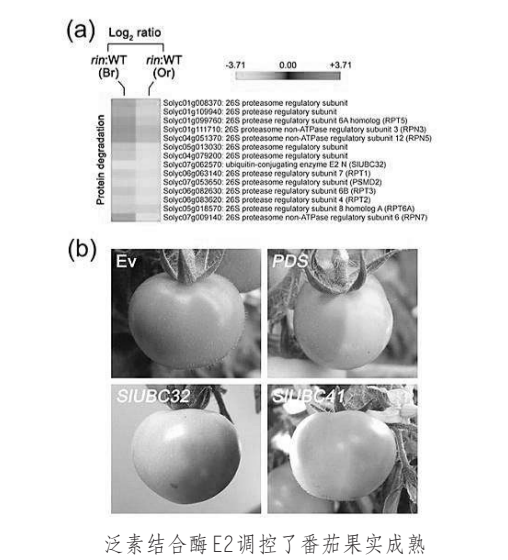 (a)
Log2 ratio
rin:WT (Br)
rin:WT (Or)
-3.71 0.00 +3.71
Protein degradation
Solyc01g008370: 26S proteasome regulatory subunit
Solyc01g109940: 26S proteasome regulatory subunit
Solyc01g099760: 26S protease regulatory subunit 6A homolog (RPT5)
Solyc01g111710: 26S proteasome non-ATPase regulatory subunit 3 (RPN3)
Solyc04g051370: 26S proteasome non-ATPase regulatory subunit 12 (RPN5)
Solyc05g013030: 26S proteasome regulatory subunit
Solyc04g079200: 26S proteasome regulatory subunit
Solyc07g062570: ubiquitin-conjugating enzyme E2 N (SlUBC32)
Solyc06g063140: 26S protease regulatory subunit 7 (RPT1)
Solyc07g053650: 26S proteasome regulatory subunit (PSMD2)
Solyc06g082630: 26S protease regulatory subunit 6B (RPT3)
Solyc06g083620: 26S protease regulatory subunit 4 (RPT2)
Solyc05g018570: 26S protease regulatory subunit 8 homolog A (RPT6A)
Solyc07g009140: 26S proteasome non-ATPase regulatory subunit 6 (RPN7)
(b)
Ev
PDS
SlUBC32
SlUBC41
泛素结合酶E2调控了番茄果实成熟